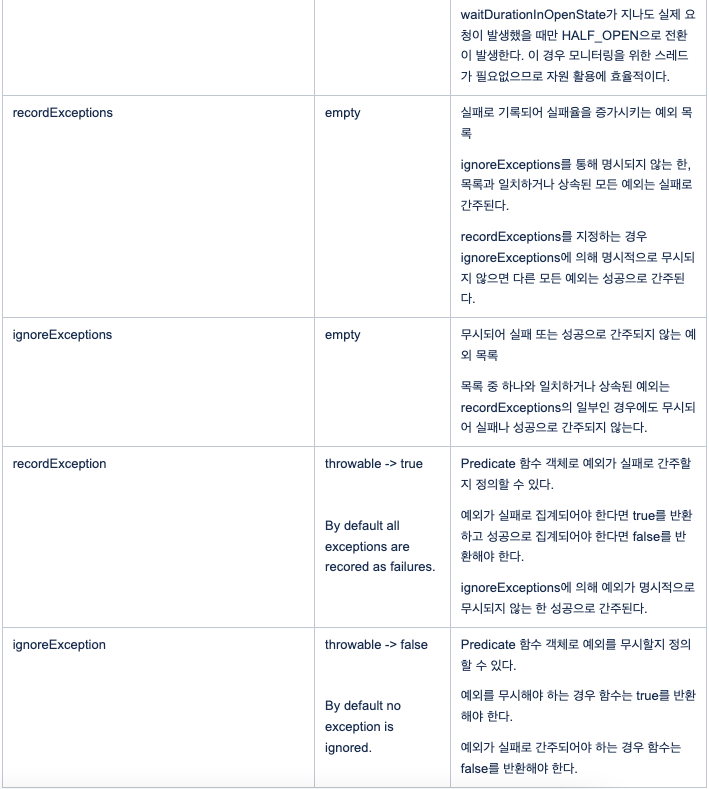 waitDurationInOpenState가 지나도 실제 요
청이 발생했을 때만 HALF_OPEN으로 전환
이 발생한다. 이 경우 모니터링을 위한 스레드
가 필요없으므로 자원 활용에 효율적이다.
recordExceptions
empty
실패로 기록되어 실패율을 증가시키는 예외 목
록
ignoreExceptions를 통해 명시되지 않는 한,
목록과 일치하거나 상속된 모든 예외는 실패로
간주된다.
recordExceptions를 지정하는 경우
ignoreExceptions에 의해 명시적으로 무시되
지 않으면 다른 모든 예외는 성공으로 간주된
다.
ignoreExceptions
empty
무시되어 실패 또는 성공으로 간주되지 않는 예
외 목록
목록 중 하나와 일치하거나 상속된 예외는
recordExceptions의 일부인 경우에도 무시되
어 실패나 성공으로 간주되지 않는다.
recordException
throwable -> true
By default all
exceptions are
recored as failures.
Predicate 함수 객체로 예외가 실패로 간주할
지 정의할 수 있다.
예외가 실패로 집계되어야 한다면 true를 반환
하고 성공으로 집계되어야 한다면 false를 반
환해야 한다.
ignoreExceptions에 의해 예외가 명시적으로
무시되지 않는 한 성공으로 간주된다.
ignoreException
throwable -> false
By default no
exception is
ignored.
Predicate 함수 객체로 예외를 무시할지 정의
할 수 있다.
예외를 무시해야 하는 경우 함수는 true를 반환
해야 한다.
예외가 실패로 간주되어야 하는 경우 함수는
false를 반환해야 한다.